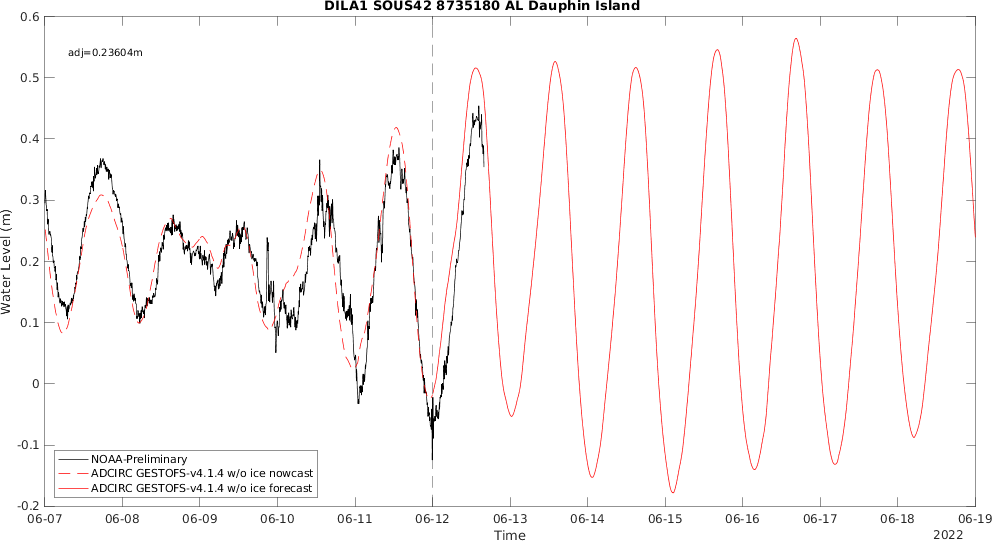 DILA1 SOUS42 8735180 AL Dauphin Island
adj=0.23604m
Water Level (m)
0.6
0.5
0.4
0.3
0.2
0.1
0
-0.1
-0.2
NOAA-Preliminary
ADCIRC GESTOFS-v4.1.4 w/o ice nowcast
ADCIRC GESTOFS-v4.1.4 w/o ice forecast
06-07 06-08 06-09 06-10 06-11 06-12 06-13 06-14 06-15 06-16 06-17 06-18 06-19
Time
2022